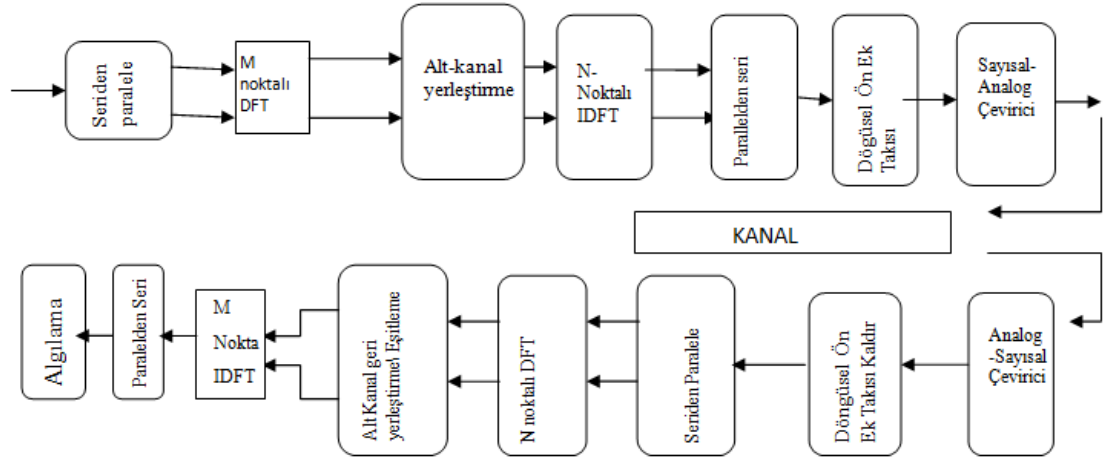 Seriden
paralele
M
noktalı
DFT
Alt-kanal
yerleştirme
N-
Noktalı
IDFT
Parallelden seri
Dögüsel Ön Ek
Takısı
Sayısal-
Analog
Çevirici
KANAL
Algılama
Paralelden Seri
M
Nokta
IDFT
Alt Kanal geri
yerleştirme\ Eşitleme
N noktalı DFT
Seriden Paralele
Döngüsel Ön
Ek Takısı Kaldır
Analog
-Sayısal
Çevirici